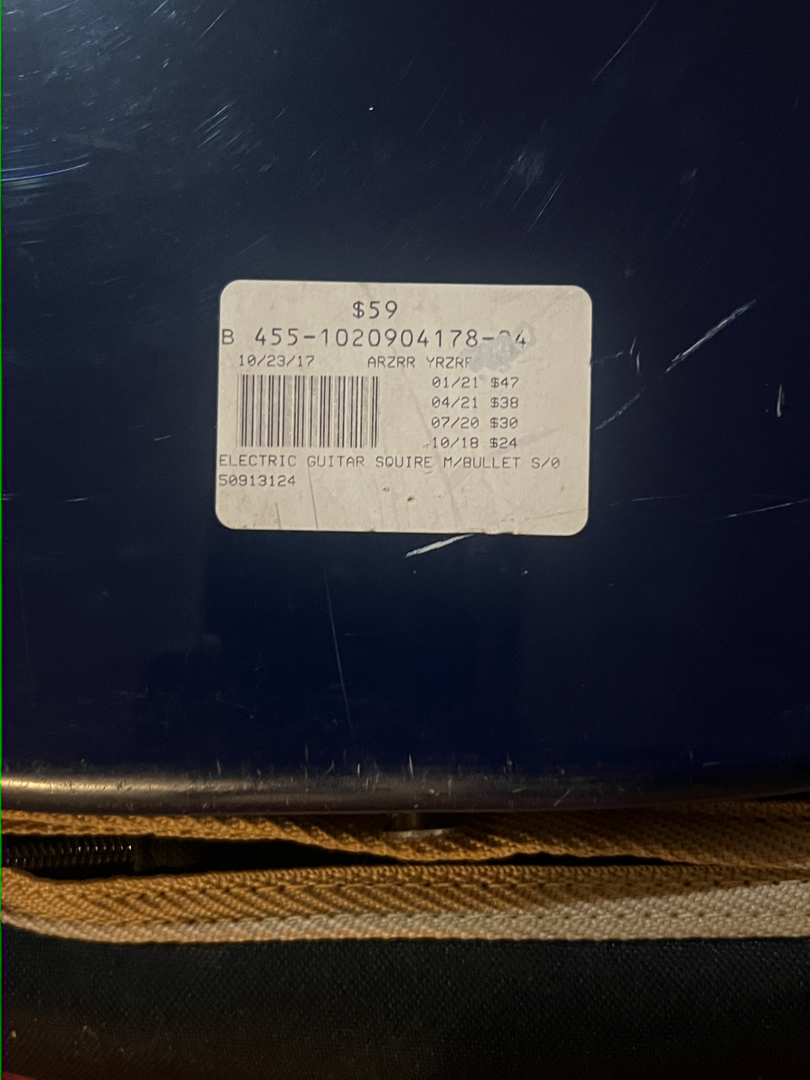 $59
B 455-1020904178-
10/23/17 ARZRR
01/21 $47
04/21 $38
07/20 $30
10/18 $24
ELECTRIC GUITAR SQUIRE M/BULLET S/0
50913124